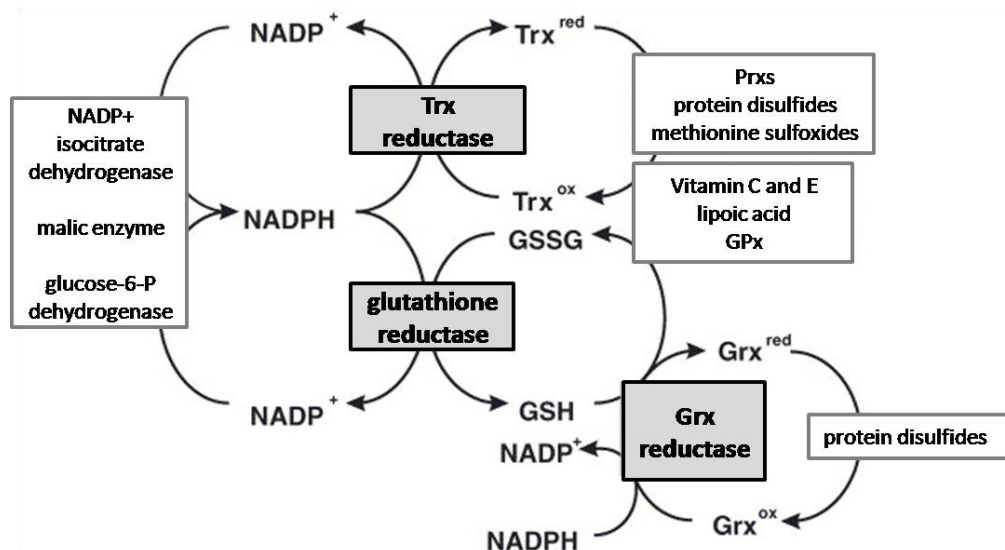 NADP+
Trx red
NADP+
isocitrate
dehydrogenase
malic enzyme
glucose-6-P
dehydrogenase
Trx
reductase
Prxs
protein disulfides
methionine sulfoxides
NADPH
Trx ox
GSSG
Vitamin C and E
lipoic acid
GPx
glutathione
reductase
Grx red
NADP+
GSH
NADP+
Grx
reductase
protein disulfides
NADPH
Grx ox